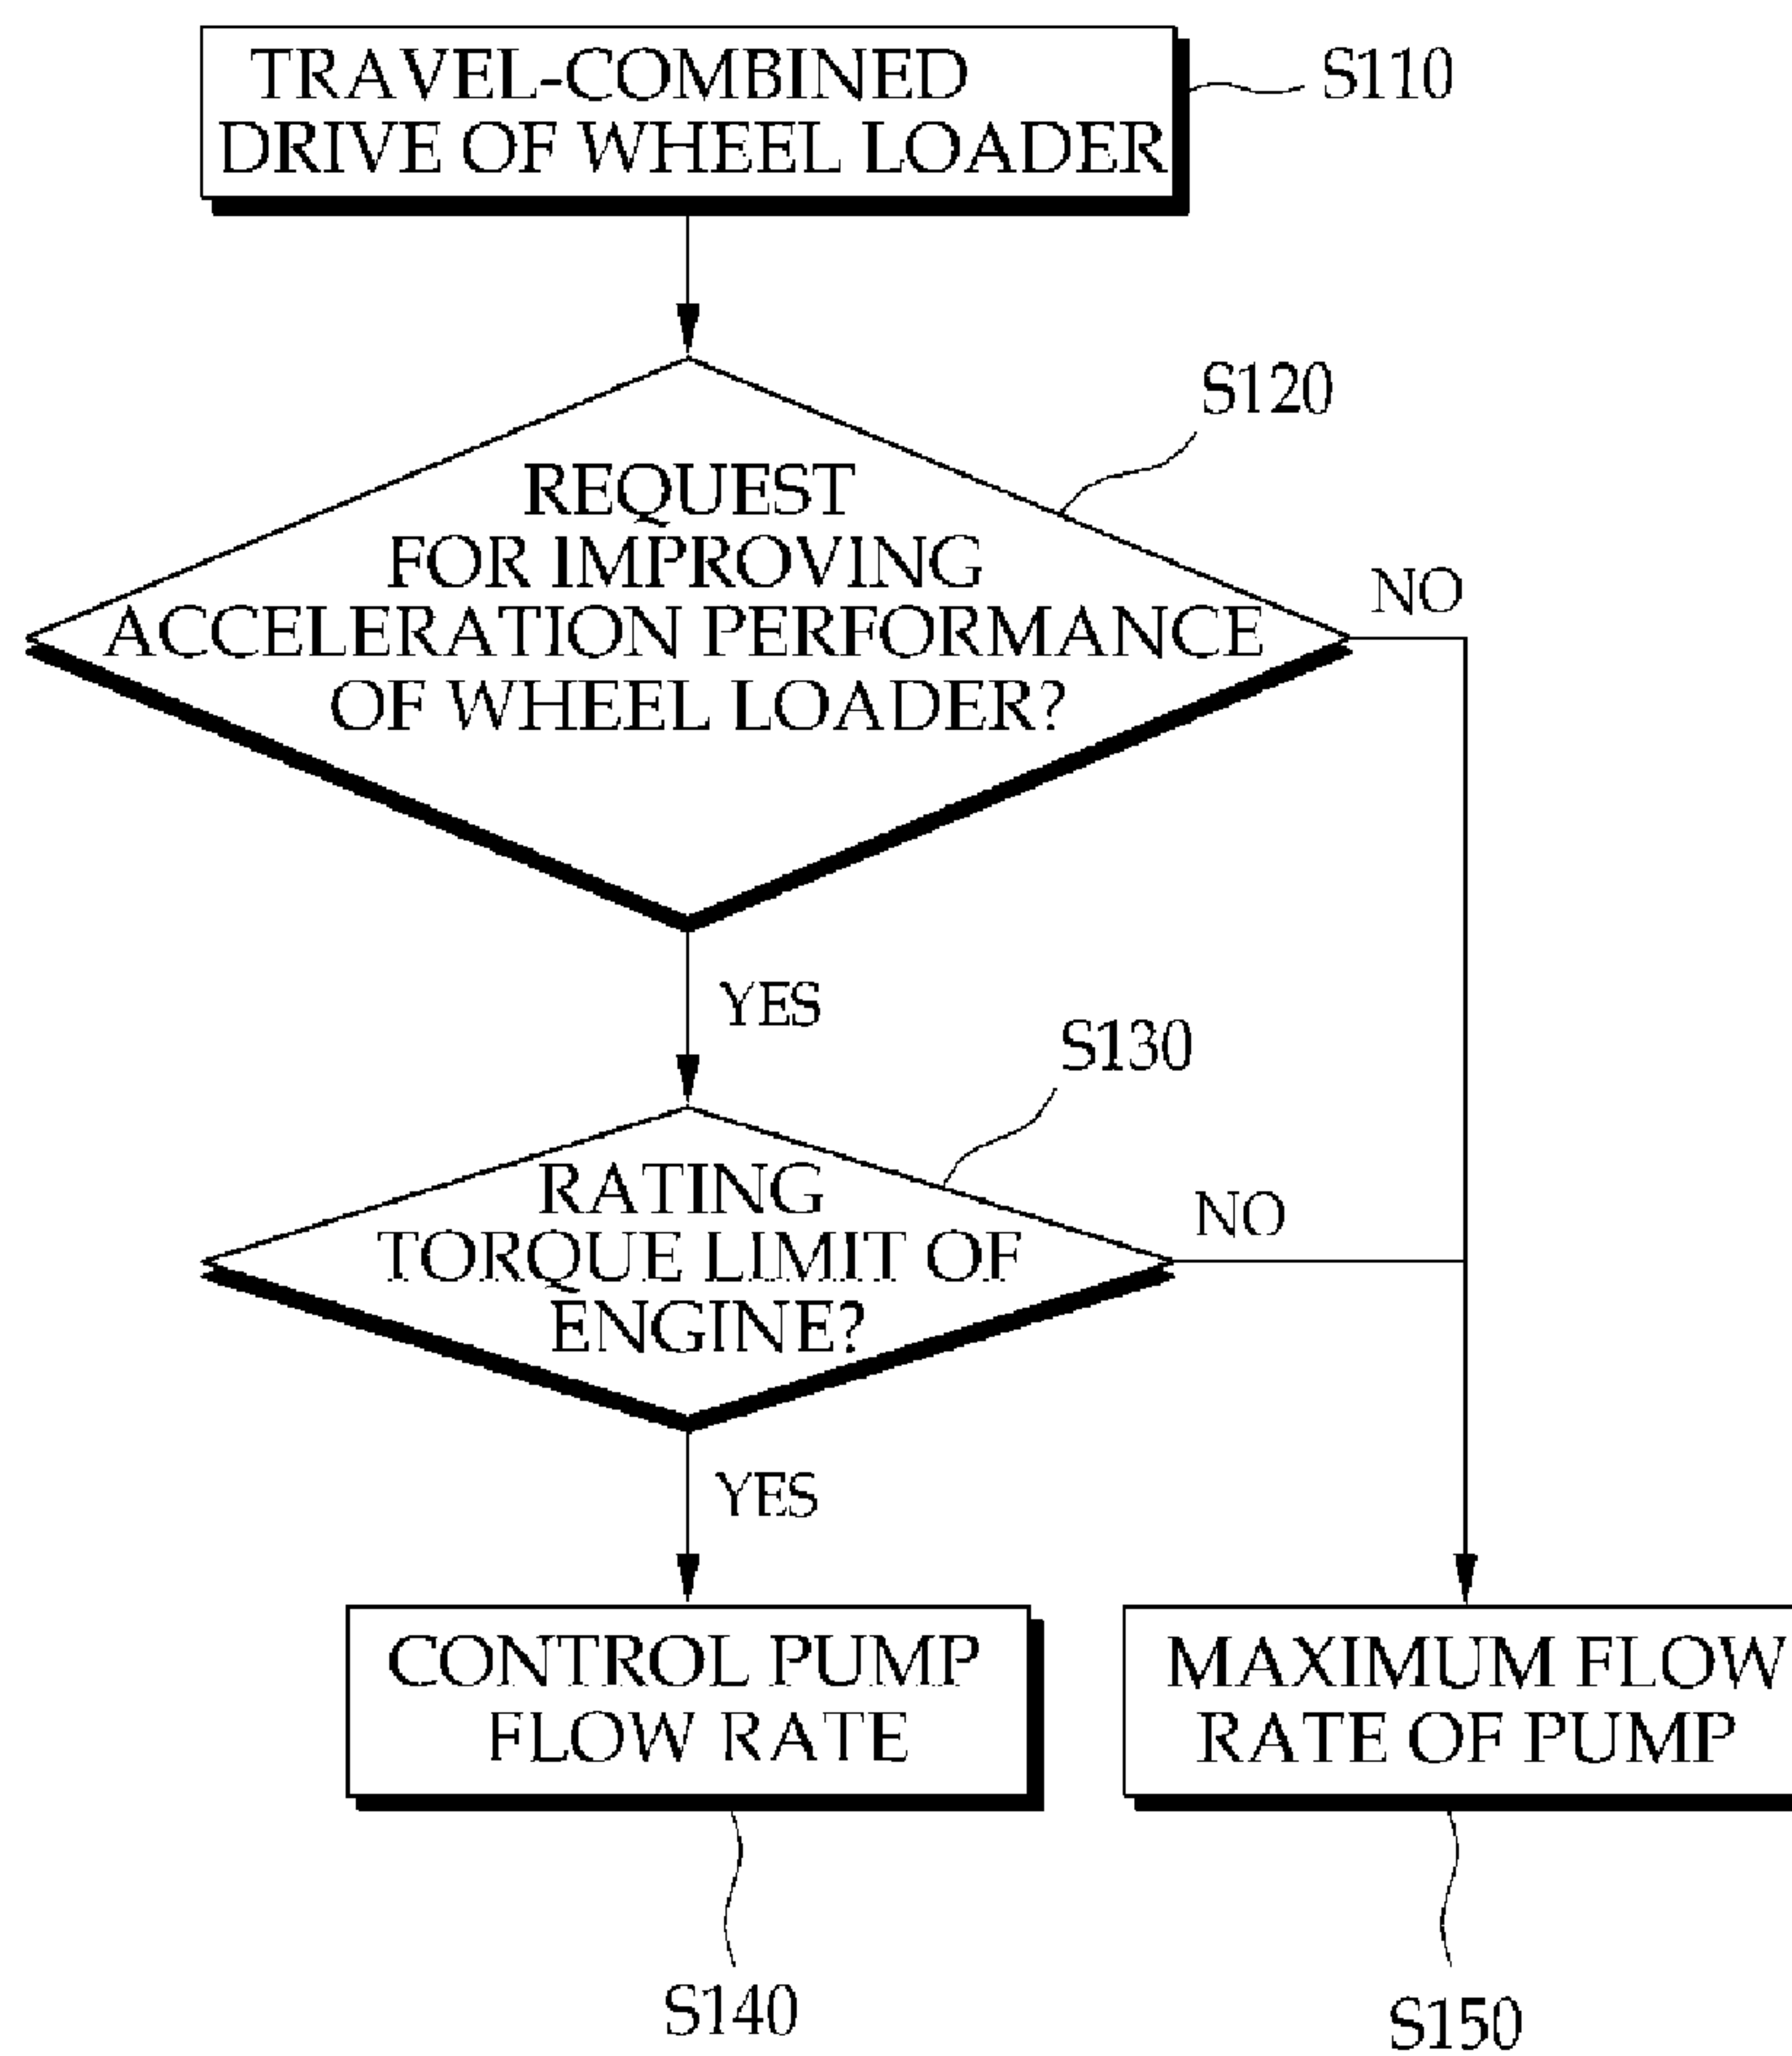 TRAVEL-COMBINED
DRIVE OF WHEEL LOADER
S110
S120
REQUEST
FOR IMPROVING
ACCELERATION PERFORMANCE
OF WHEEL LOADER?
NO
YES
S130
RATING
TORQUE LIMIT OF
ENGINE?
NO
YES
CONTROL PUMP
FLOW RATE
MAXIMUM FLOW
RATE OF PUMP
S140
S150